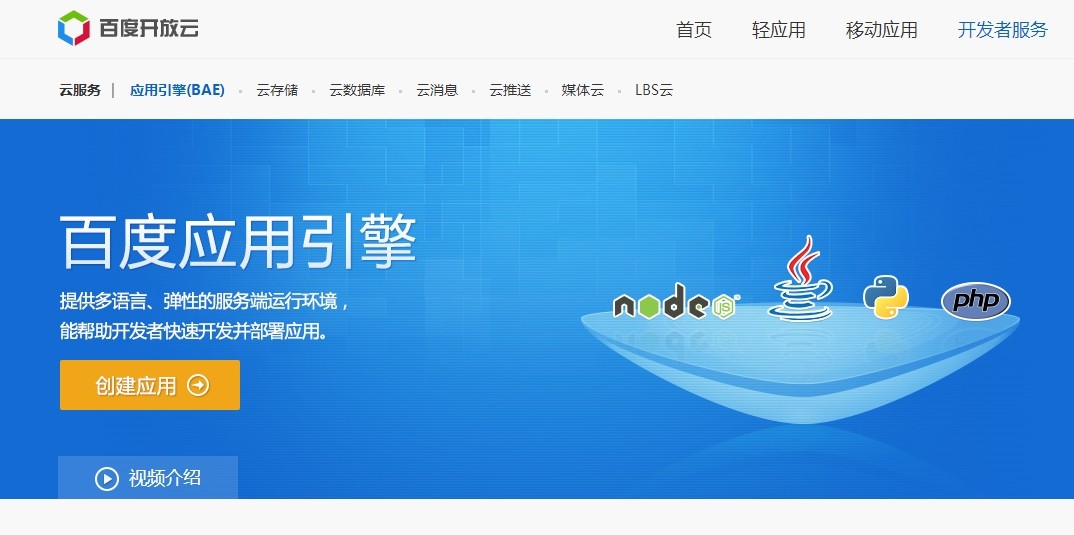 百度开放云
首页 轻应用 移动应用 开发者服务
云服务 | 应用引擎(BAE) 云存储 云数据库 云消息 云推送 媒体云 LBS云
百度应用引擎
提供多语言、弹性的服务端运行环境，
能帮助开发者快速开发并部署应用。
node JS
php
创建应用
视频介绍